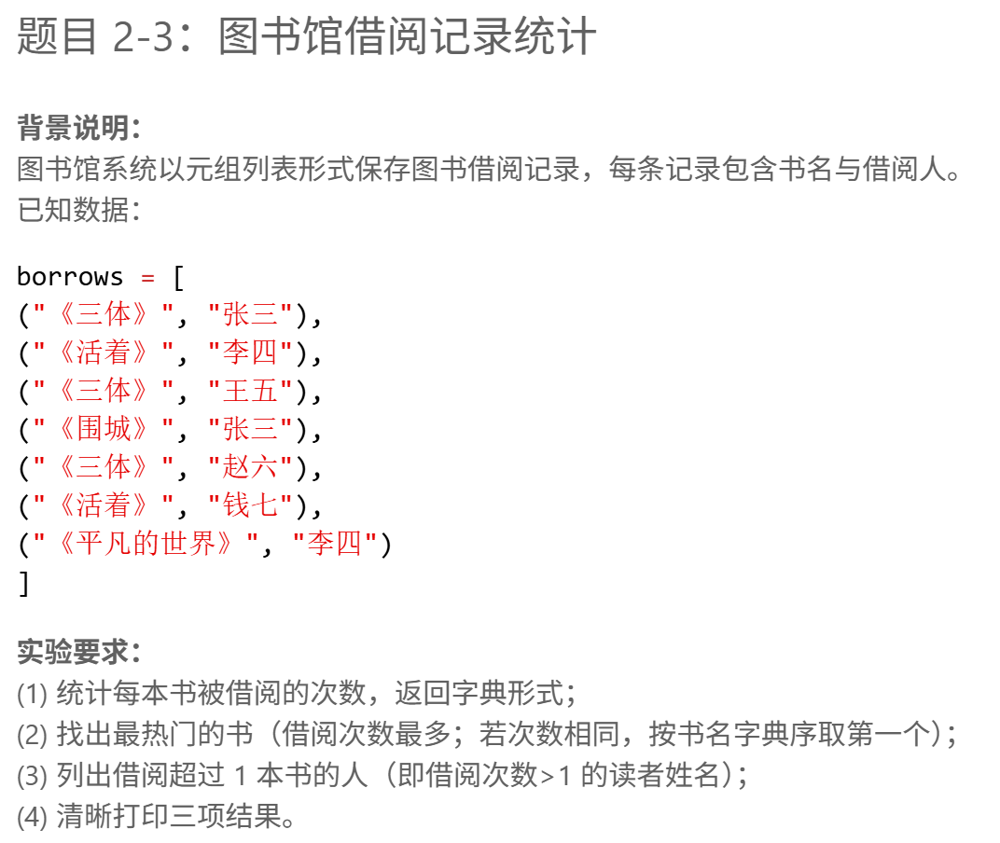 题目 2-3：图书馆借阅记录统计
背景说明：
图书馆系统以元组列表形式保存图书借阅记录，每条记录包含书名与借阅人。
已知数据：
borrows = [
("《三体》", "张三"),
("《活着》", "李四"),
("《三体》", "王五"),
("《围城》", "张三"),
("《三体》", "赵六"),
("《活着》", "钱七"),
("《平凡的世界》", "李四")
]
实验要求：
(1) 统计每本书被借阅的次数，返回字典形式；
(2) 找出最热门的书（借阅次数最多；若次数相同，按书名字典序取第一个）；
(3) 列出借阅超过 1 本书的人（即借阅次数>1 的读者姓名）；
(4) 清晰打印三项结果。